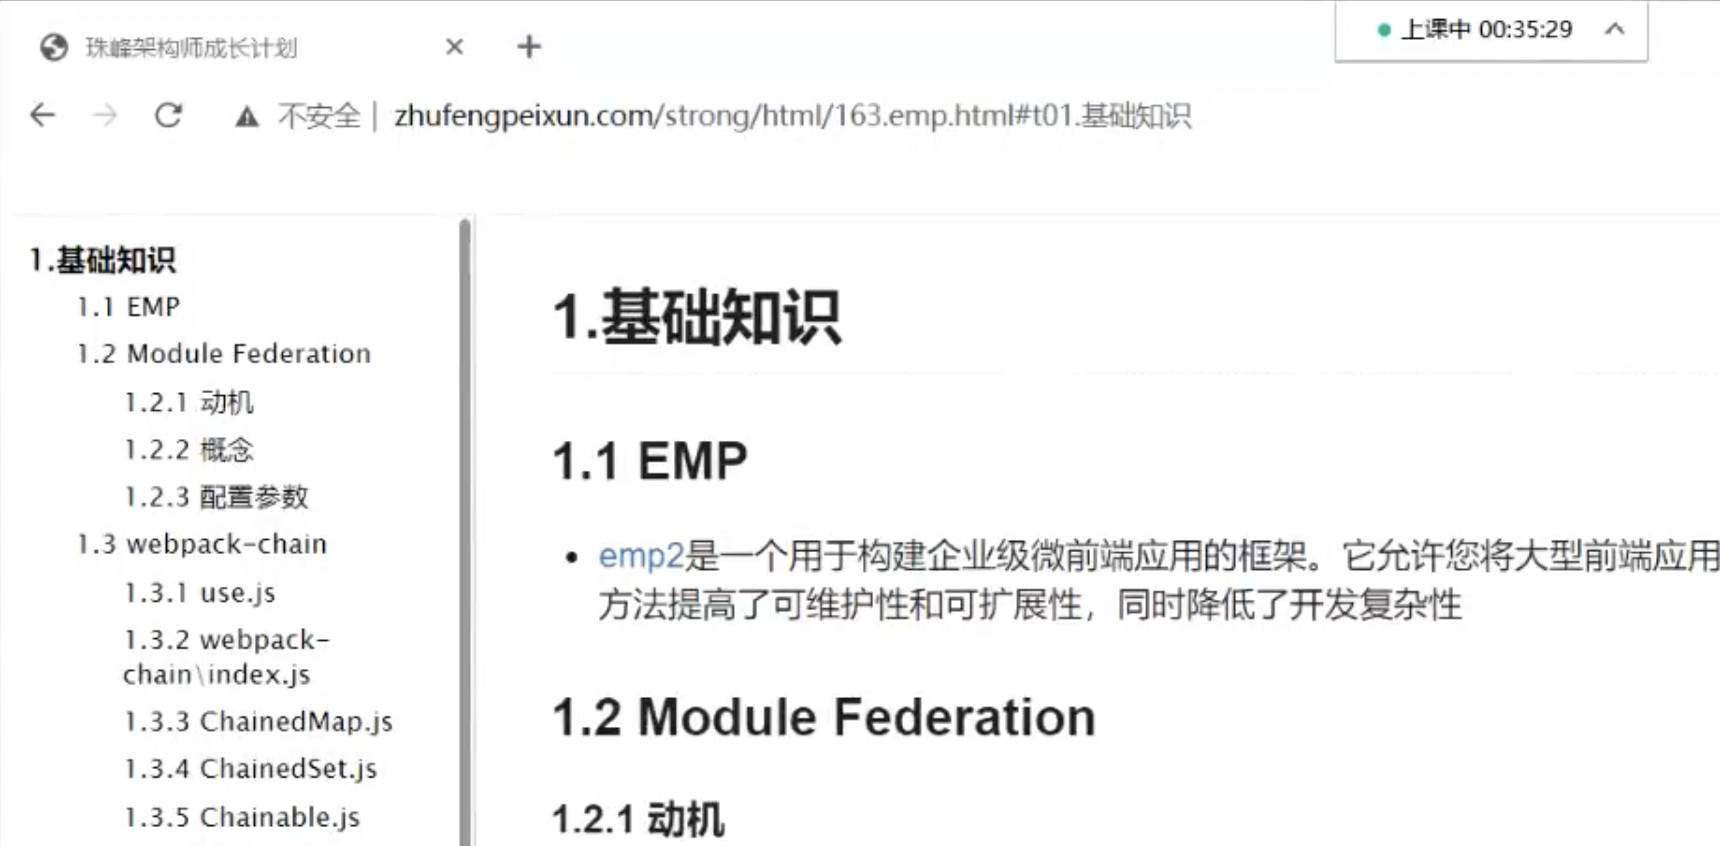 珠峰架构师成长计划
上课中 00:35:29
不安全 | zhufengpeixun.com/strong/html/163.emp.html#t01.基础知识
1.基础知识
1.1 EMP
1.2 Module Federation
1.2.1 动机
1.2.2 概念
1.2.3 配置参数
1.3 webpack-chain
1.3.1 use.js
1.3.2 webpack-
chain\index.js
1.3.3 ChainedMap.js
1.3.4 ChainedSet.js
1.3.5 Chainable.js
1.基础知识
1.1 EMP
emp2是一个用于构建企业级微前端应用的框架。它允许您将大型前端应用
方法提高了可维护性和可扩展性，同时降低了开发复杂性
1.2 Module Federation
1.2.1 动机